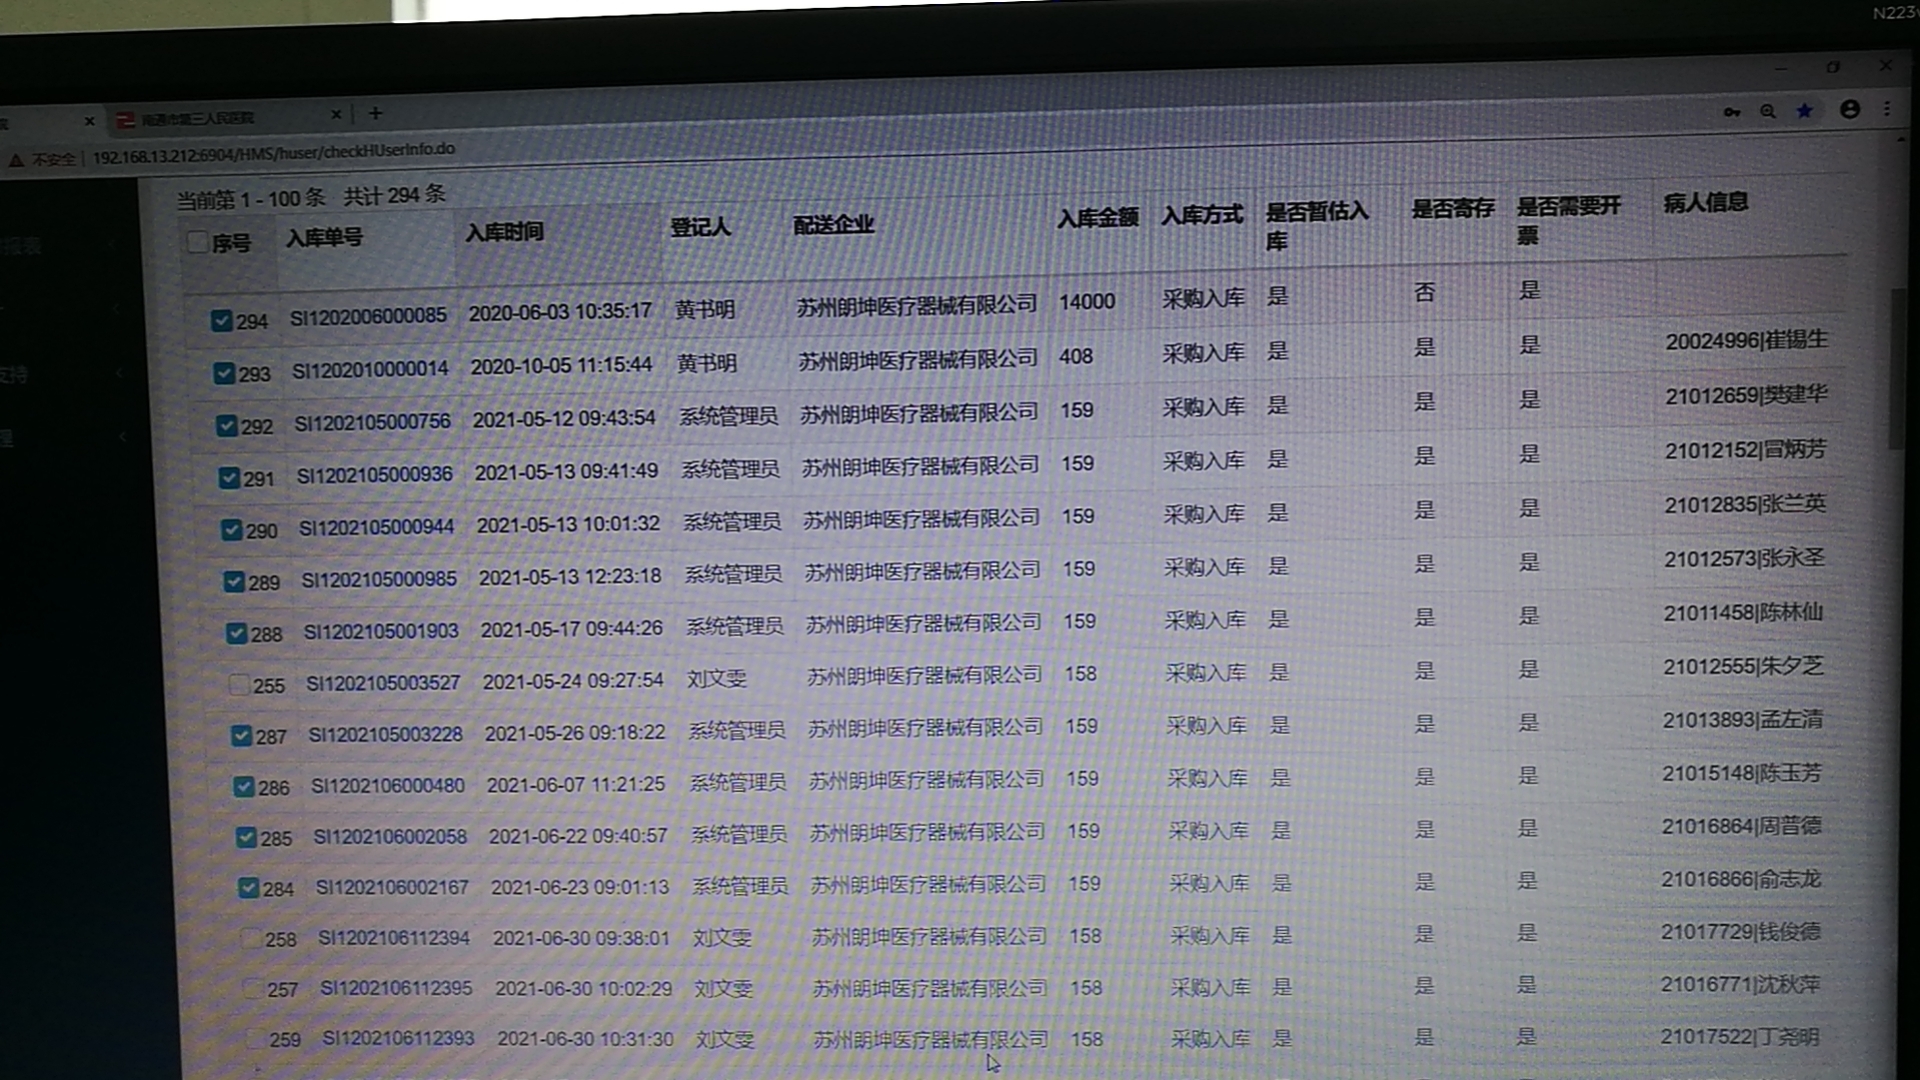 N223
院
南通市第三人民医院
不安全 | 192.168.13.212:6904/HMS/huser/checkHUserInfo.do
报表
支持
理
当前第 1 - 100 条 共计 294 条
序号 入库单号 入库时间 登记人 配送企业 入库金额 入库方式 是否暂估入库 是否寄存 是否需要开票 病人信息
294 SI1202006000085 2020-06-03 10:35:17 黄书明 苏州朗坤医疗器械有限公司 14000 采购入库 是 否 是
293 SI1202010000014 2020-10-05 11:15:44 黄书明 苏州朗坤医疗器械有限公司 408 采购入库 是 是 是 20024996|崔锡生
292 SI1202105000756 2021-05-12 09:43:54 系统管理员 苏州朗坤医疗器械有限公司 159 采购入库 是 是 是 21012659|樊建华
291 SI1202105000936 2021-05-13 09:41:49 系统管理员 苏州朗坤医疗器械有限公司 159 采购入库 是 是 是 21012152|冒炳芳
290 SI1202105000944 2021-05-13 10:01:32 系统管理员 苏州朗坤医疗器械有限公司 159 采购入库 是 是 是 21012835|张兰英
289 SI1202105000985 2021-05-13 12:23:18 系统管理员 苏州朗坤医疗器械有限公司 159 采购入库 是 是 是 21012573|张永圣
288 SI1202105001903 2021-05-17 09:44:26 系统管理员 苏州朗坤医疗器械有限公司 159 采购入库 是 是 是 21011458|陈林仙
255 SI1202105003527 2021-05-24 09:27:54 刘文雯 苏州朗坤医疗器械有限公司 158 采购入库 是 是 是 21012555|朱夕芝
287 SI1202105003228 2021-05-26 09:18:22 系统管理员 苏州朗坤医疗器械有限公司 159 采购入库 是 是 是 21013893|孟左清
286 SI1202106000480 2021-06-07 11:21:25 系统管理员 苏州朗坤医疗器械有限公司 159 采购入库 是 是 是 21015148|陈玉芳
285 SI1202106002058 2021-06-22 09:40:57 系统管理员 苏州朗坤医疗器械有限公司 159 采购入库 是 是 是 21016864|周普德
284 SI1202106002167 2021-06-23 09:01:13 系统管理员 苏州朗坤医疗器械有限公司 159 采购入库 是 是 是 21016866|俞志龙
258 SI1202106112394 2021-06-30 09:38:01 刘文雯 苏州朗坤医疗器械有限公司 158 采购入库 是 是 是 21017729|钱俊德
257 SI1202106112395 2021-06-30 10:02:29 刘文雯 苏州朗坤医疗器械有限公司 158 采购入库 是 是 是 21016771|沈秋萍
259 SI1202106112393 2021-06-30 10:31:30 刘文雯 苏州朗坤医疗器械有限公司 158 采购入库 是 是 是 21017522|丁尧明